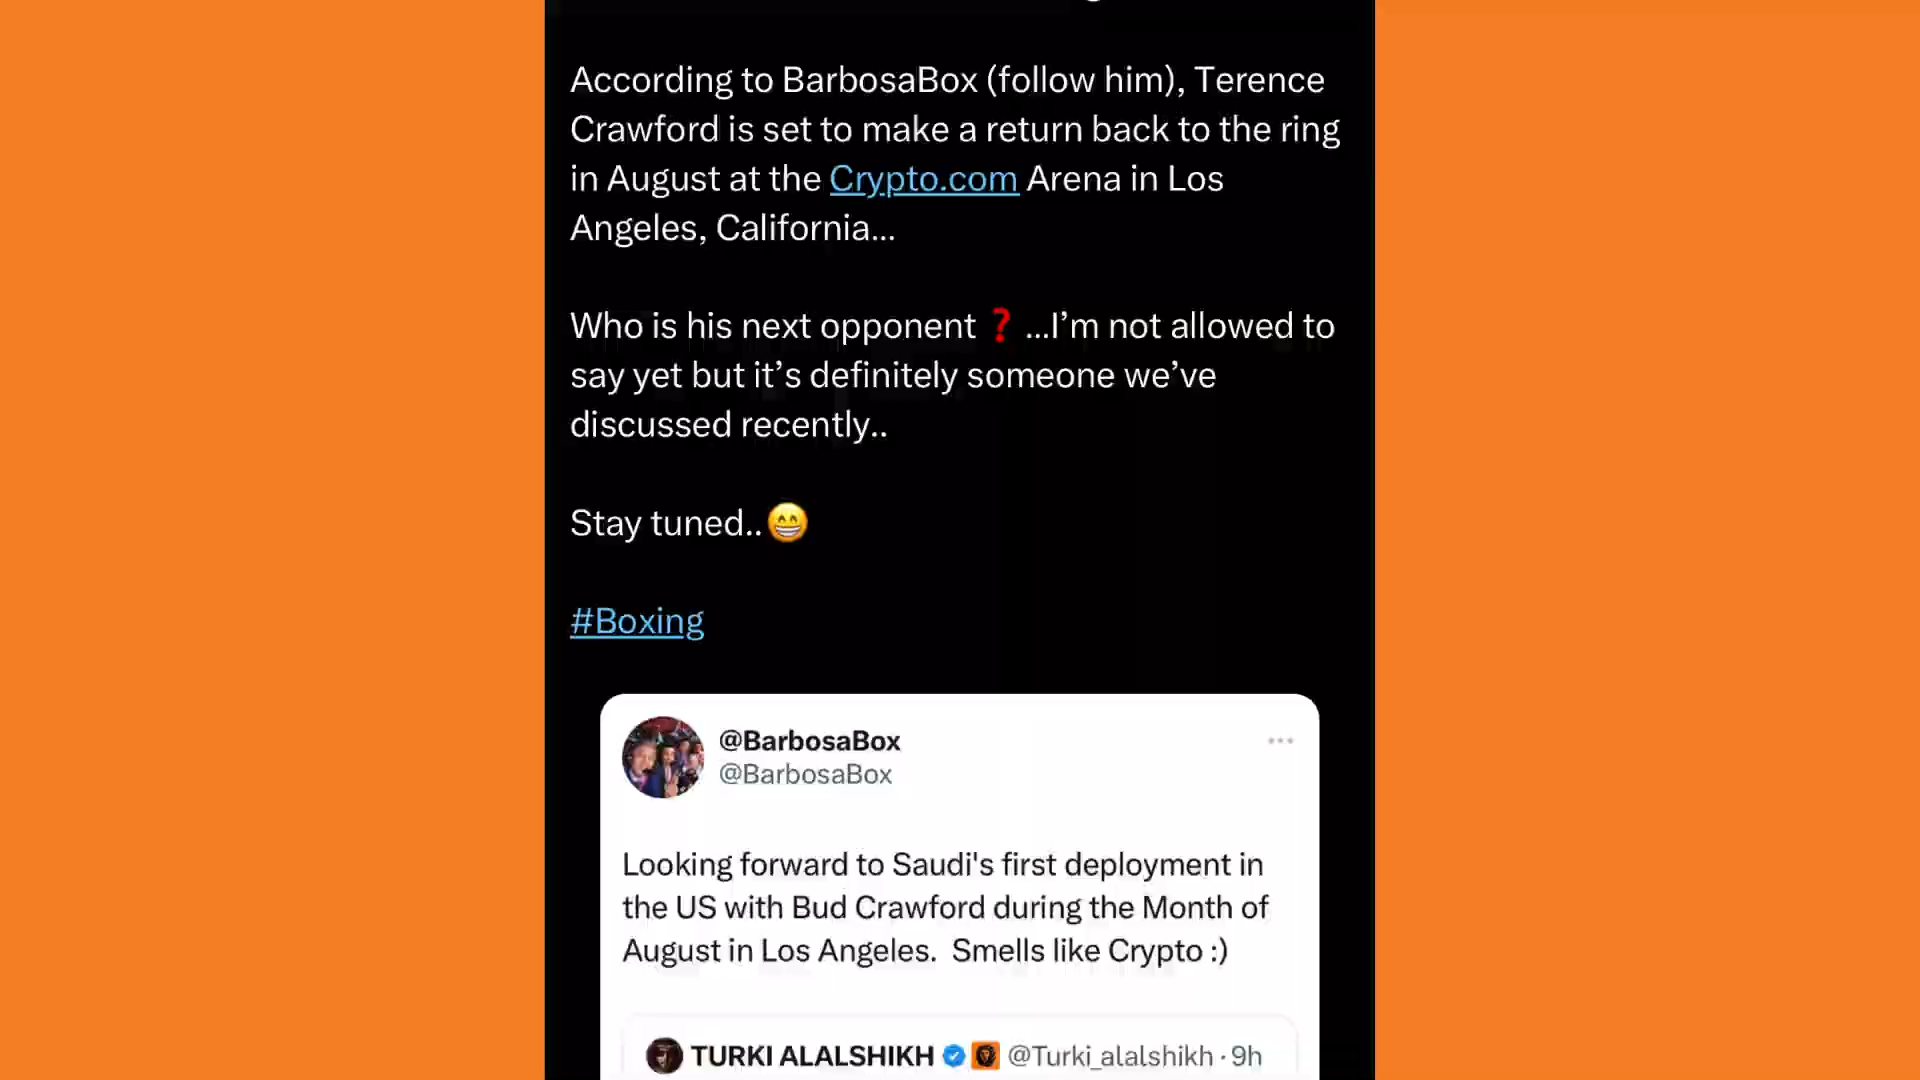 According to BarbosaBox (follow him), Terence
Crawford is set to make a return back to the ring
in August at the Crypto.com Arena in Los
Angeles, California...
Who is his next opponent❓...I’m not allowed to
say yet but it’s definitely someone we’ve
discussed recently..
Stay tuned..😁
#Boxing
@BarbosaBox
@BarbosaBox
Looking forward to Saudi's first deployment in
the US with Bud Crawford during the Month of
August in Los Angeles. Smells like Crypto :)
TURKI ALALSHIKH @Turki_alalshikh · 9h